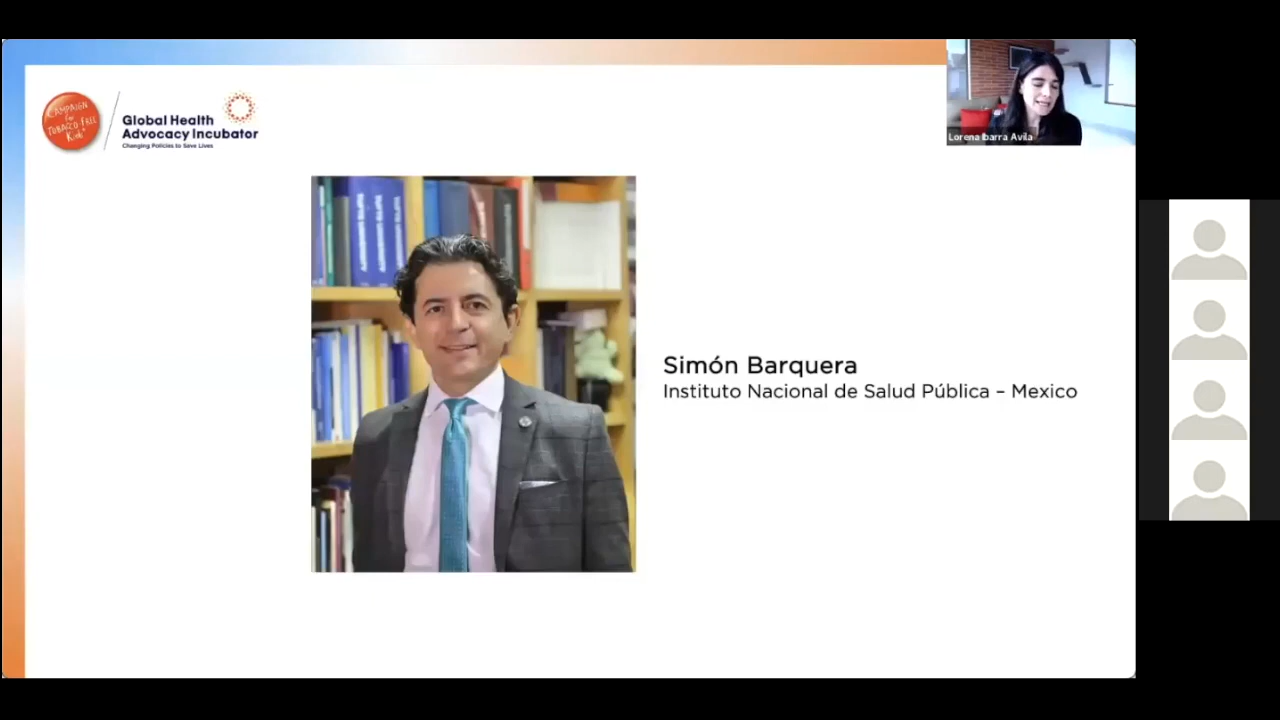 CAMPAIGN
for
TOBACCO-FREE
Kids
Global Health
Advocacy Incubator
Changing Policies to Save Lives
Lorena Ibarra Avila
Simón Barquera
Instituto Nacional de Salud Pública – Mexico